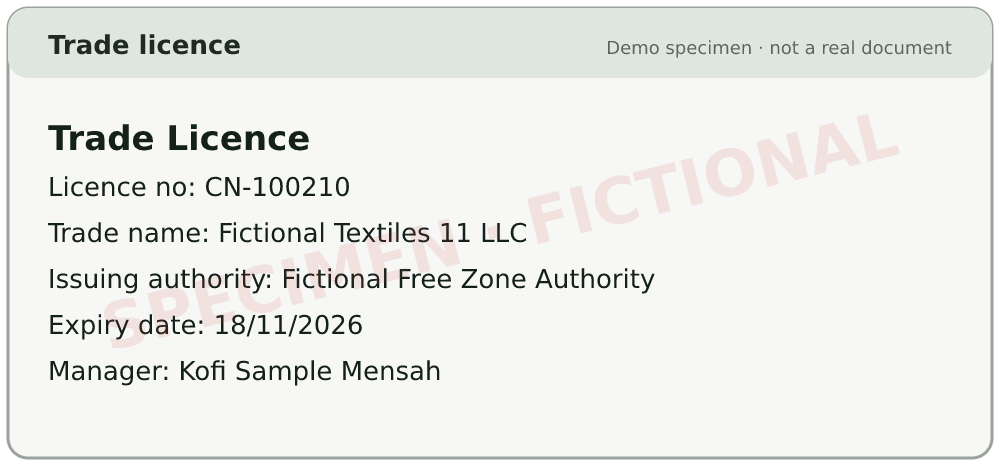 Trade licence
Demo specimen · not a real document
Trade Licence
Licence no: CN-100210
Trade name: Fictional Textiles 11 LLC
Issuing authority: Fictional Free Zone Authority
Expiry date: 18/11/2026
Manager: Kofi Sample Mensah
SPECIMEN - FICTIONAL